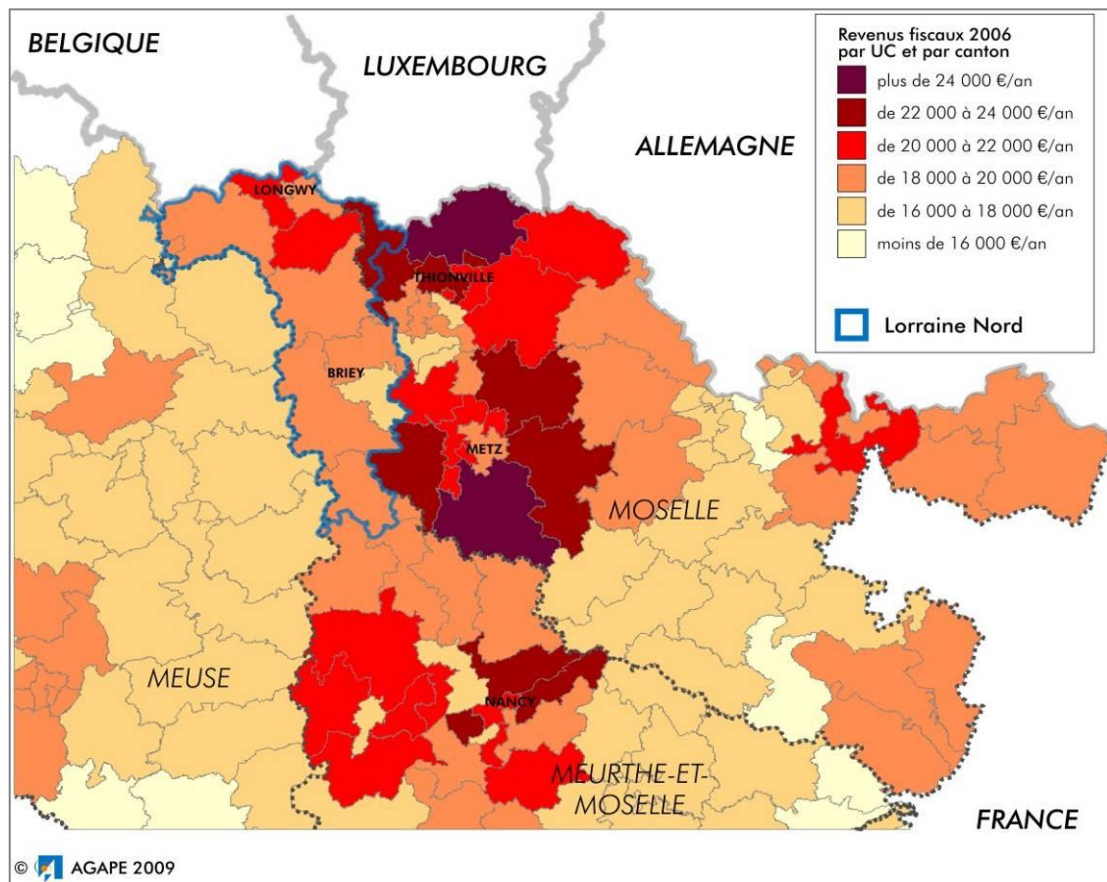 BELGIQUE
LUXEMBOURG
ALLEMAGNE
Revenus fiscaux 2006
par UC et par canton
plus de 24 000 €/an
de 22 000 à 24 000 €/an
de 20 000 à 22 000 €/an
de 18 000 à 20 000 €/an
de 16 000 à 18 000 €/an
moins de 16 000 €/an
Lorraine Nord
LONGWY
THIONVILLE
BRIEY
METZ
MOSELLE
MEUSE
NANCY
MEURTHE-ET-
MOSELLE
FRANCE
© AGAPE 2009